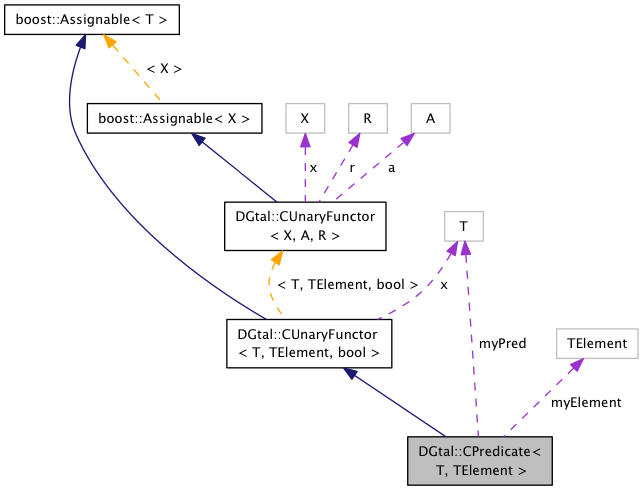 boost::Assignable< T >
< X >
boost::Assignable< X >
X
R
A
x
r
a
DGtal::CUnaryFunctor
< X, A, R >
T
< T, TElement, bool >
x
DGtal::CUnaryFunctor
< T, TElement, bool >
myPred
TElement
myElement
DGtal::CPredicate<
T, TElement >